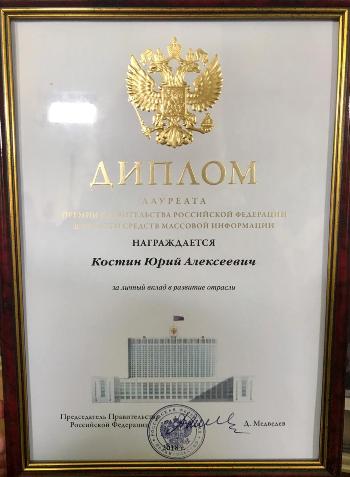 ДИПЛОМ
ЛАУРЕАТА
ПРЕМИИ ПРАВИТЕЛЬСТВА РОССИЙСКОЙ ФЕДЕРАЦИИ
В ОБЛАСТИ СРЕДСТВ МАССОВОЙ ИНФОРМАЦИИ
НАГРАЖДАЕТСЯ
Костин Юрий Алексеевич
за личный вклад в развитие отрасли
Председатель Правительства
Российской Федерации
Д. Медведев
2018 г.